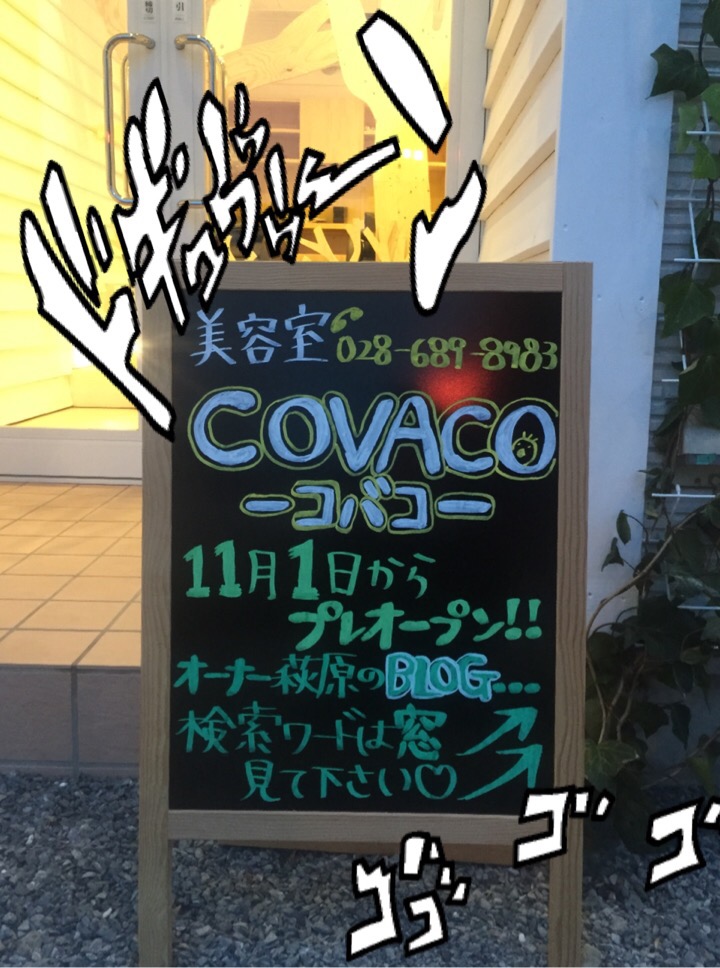 引
ドギュウウーン
美容室 028-689-8983
COVACO
ーコバコー
11月1日から
プレオープン!!
オーナー萩原のBLOG...
検索ワードは窓
見て下さい♡
ゴゴ
ゴ
ゴ